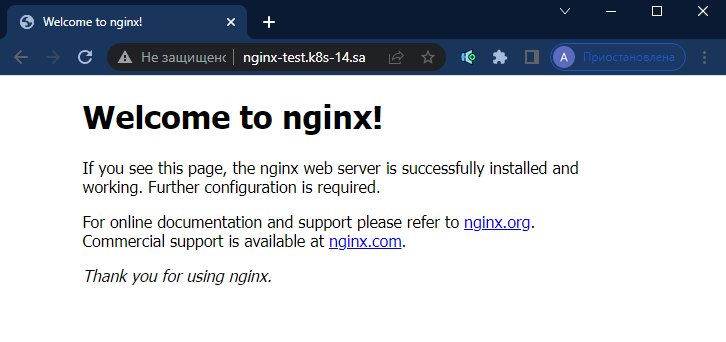 Welcome to nginx!
Не защищено
nginx-test.k8s-14.sa
A
Приостановлена
Welcome to nginx!
If you see this page, the nginx web server is successfully installed and
working. Further configuration is required.
For online documentation and support please refer to nginx.org.
Commercial support is available at nginx.com.
Thank you for using nginx.